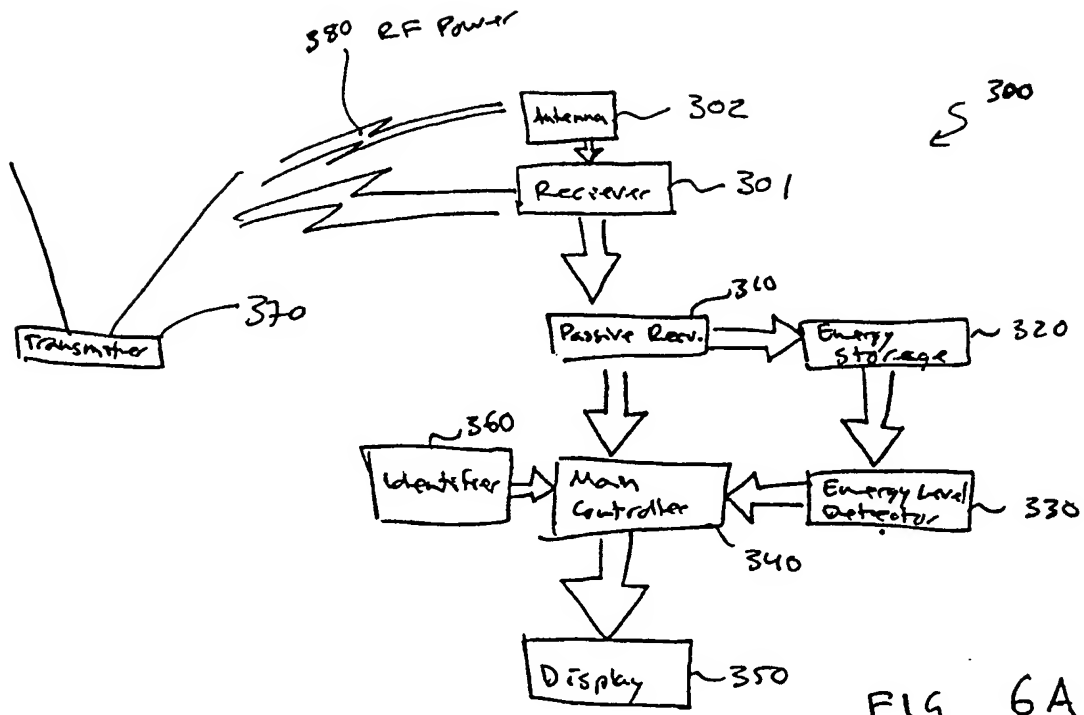 380 RF Power
Antenna
302
300
Reciever
301
370
Transmitter
310
Passive Recv.
Energy
Storage
320
360
Identifier
Main
Controller
Energy Level
Detector
330
340
Display
350
FIG 6A